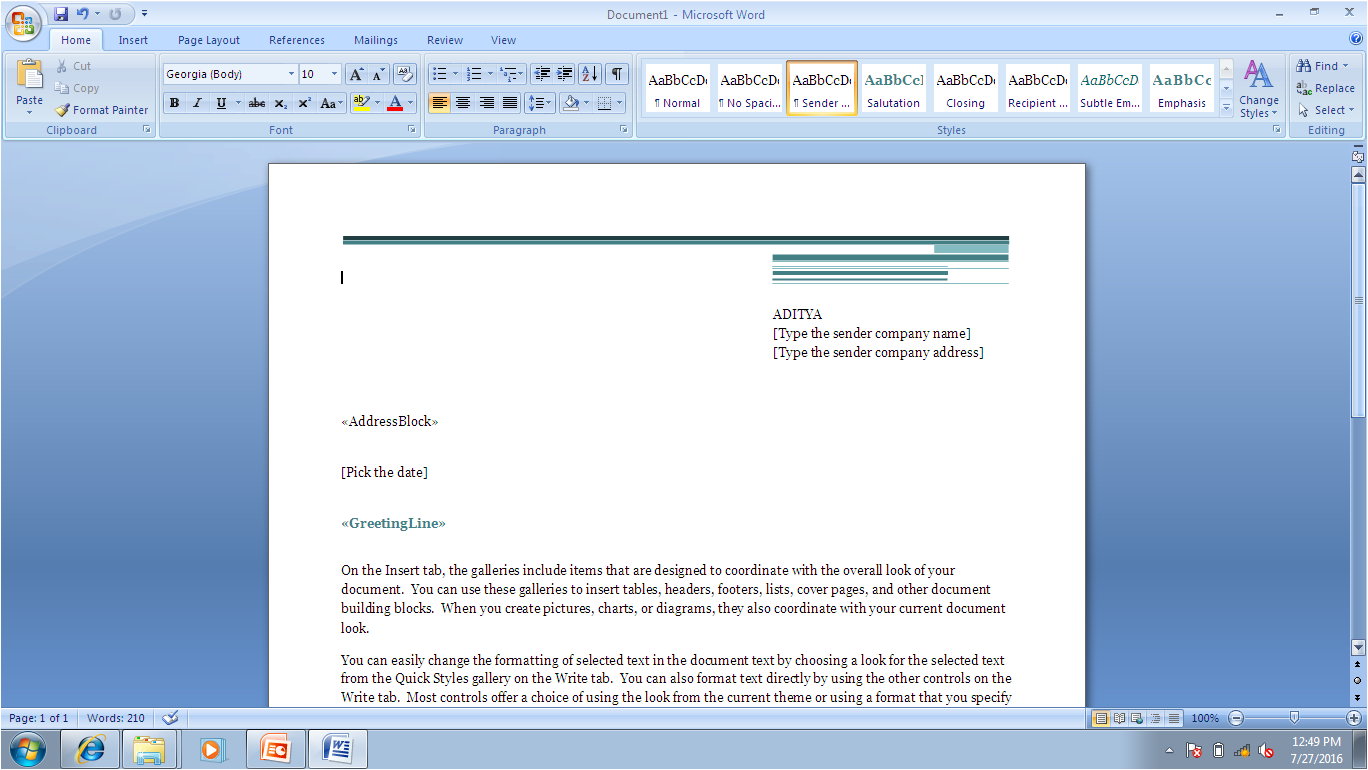 Document1 - Microsoft Word
Home Insert Page Layout References Mailings Review View
Paste
Cut
Copy
Format Painter
Clipboard
Georgia (Body) 10
B I U abc x₂ x² Aa
ab A
Font
Paragraph
AaBbCcDc AaBbCcDc AaBbCcDc AaBbCcI AaBbCcDc AaBbCcDc AaBbCcD AaBbCc
¶ Normal ¶ No Spaci... ¶ Sender ... Salutation Closing Recipient ... Subtle Em... Emphasis
Change Styles
Styles
Find
Replace
Select
Editing
ADITYA
[Type the sender company name]
[Type the sender company address]
«AddressBlock»
[Pick the date]
«GreetingLine»
On the Insert tab, the galleries include items that are designed to coordinate with the overall look of your
document.  You can use these galleries to insert tables, headers, footers, lists, cover pages, and other document
building blocks.  When you create pictures, charts, or diagrams, they also coordinate with your current document
look.
You can easily change the formatting of selected text in the document text by choosing a look for the selected text
from the Quick Styles gallery on the Write tab.  You can also format text directly by using the other controls on the
Write tab.  Most controls offer a choice of using the look from the current theme or using a format that you specify
Page: 1 of 1 Words: 210 100%
12:49 PM
7/27/2016